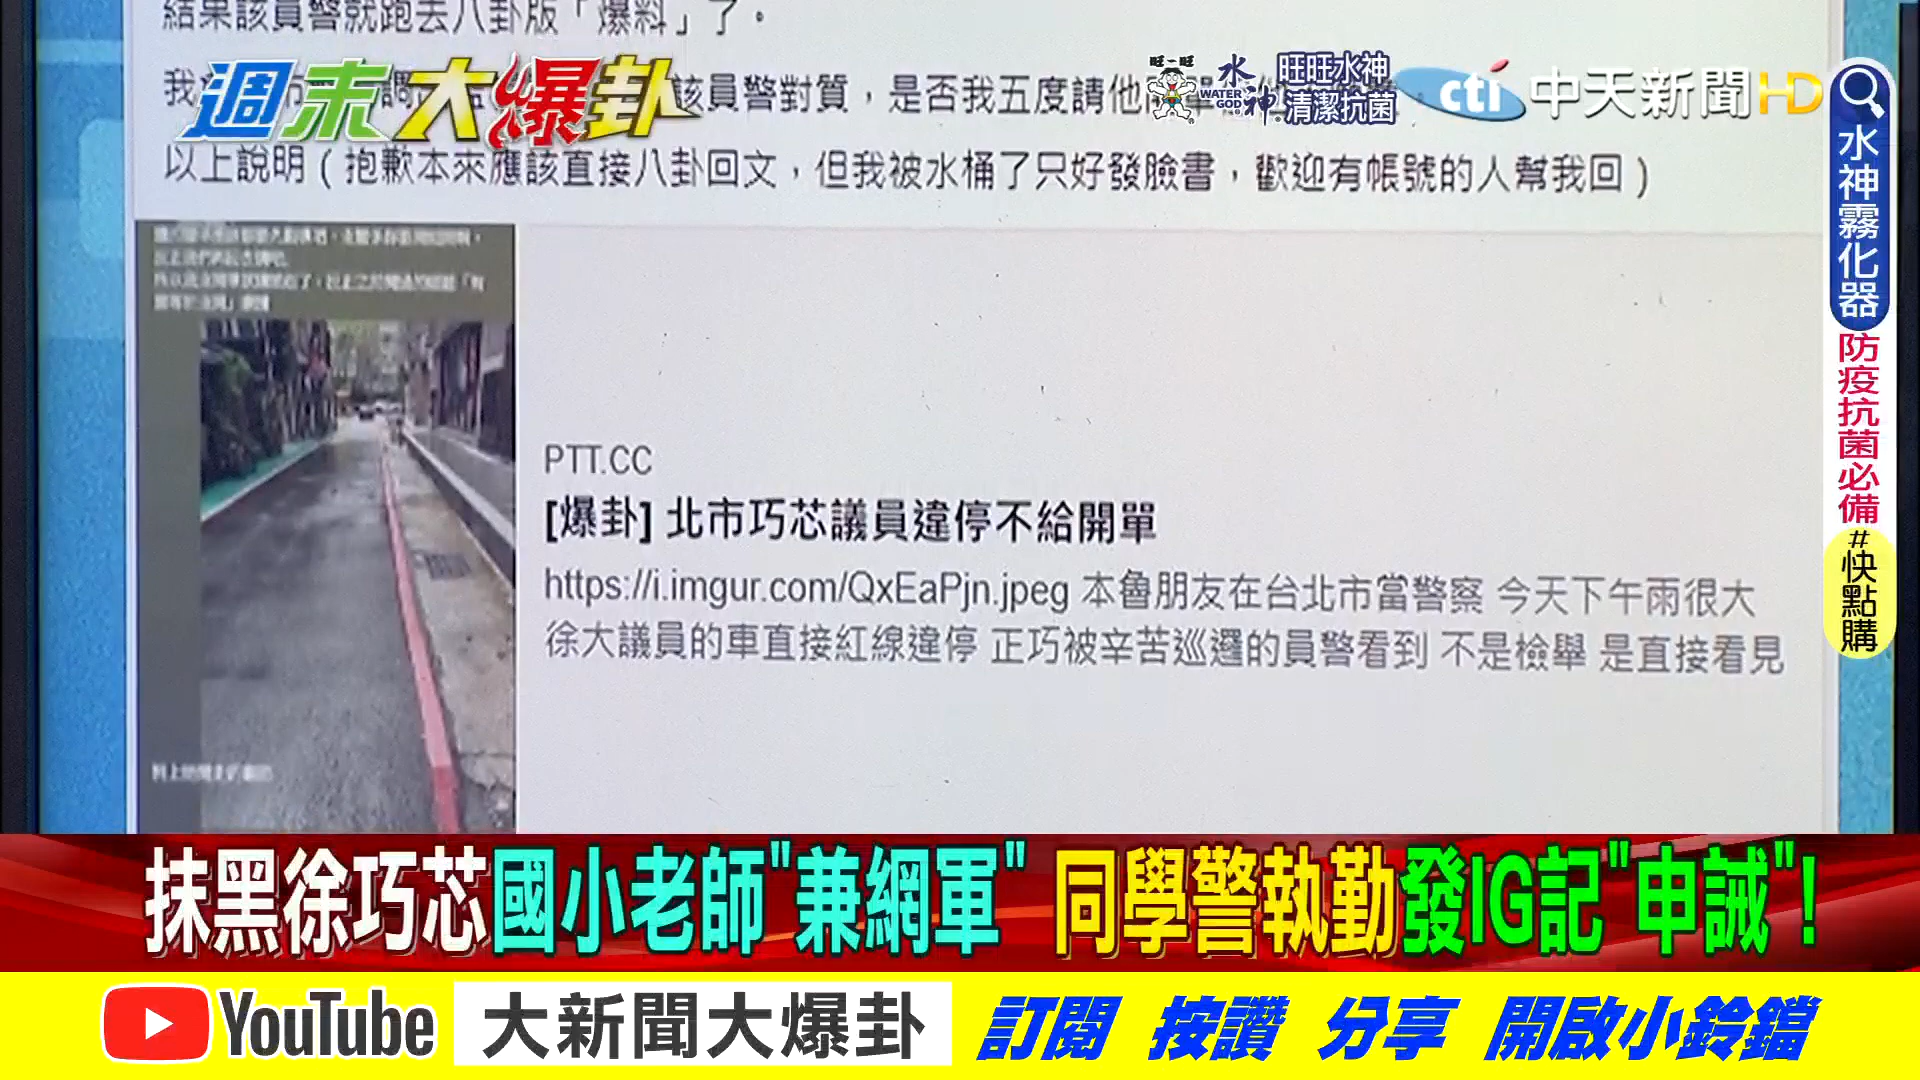 結果該員警就跑去八卦版「爆料」了。
週末大爆卦
該員警對質，是否我五度請他
以上說明（抱歉本來應該直接八卦回文，但我被水桶了只好發臉書，歡迎有帳號的人幫我回）
旺旺
水神
WATER GOD
旺旺水神
清潔抗菌
cti 中天新聞HD
水神霧化器
防疫抗菌必備
#快點購
PTT.CC
[爆卦] 北市巧芯議員違停不給開單
https://i.imgur.com/QxEaPjn.jpeg 本魯朋友在台北市當警察 今天下午雨很大
徐大議員的車直接紅線違停 正巧被辛苦巡邏的員警看到 不是檢舉 是直接看見
抹黑徐巧芯國小老師"兼網軍" 同學警執勤發IG記"申誡"!
YouTube 大新聞大爆卦 訂閱 按讚 分享 開啟小鈴鐺